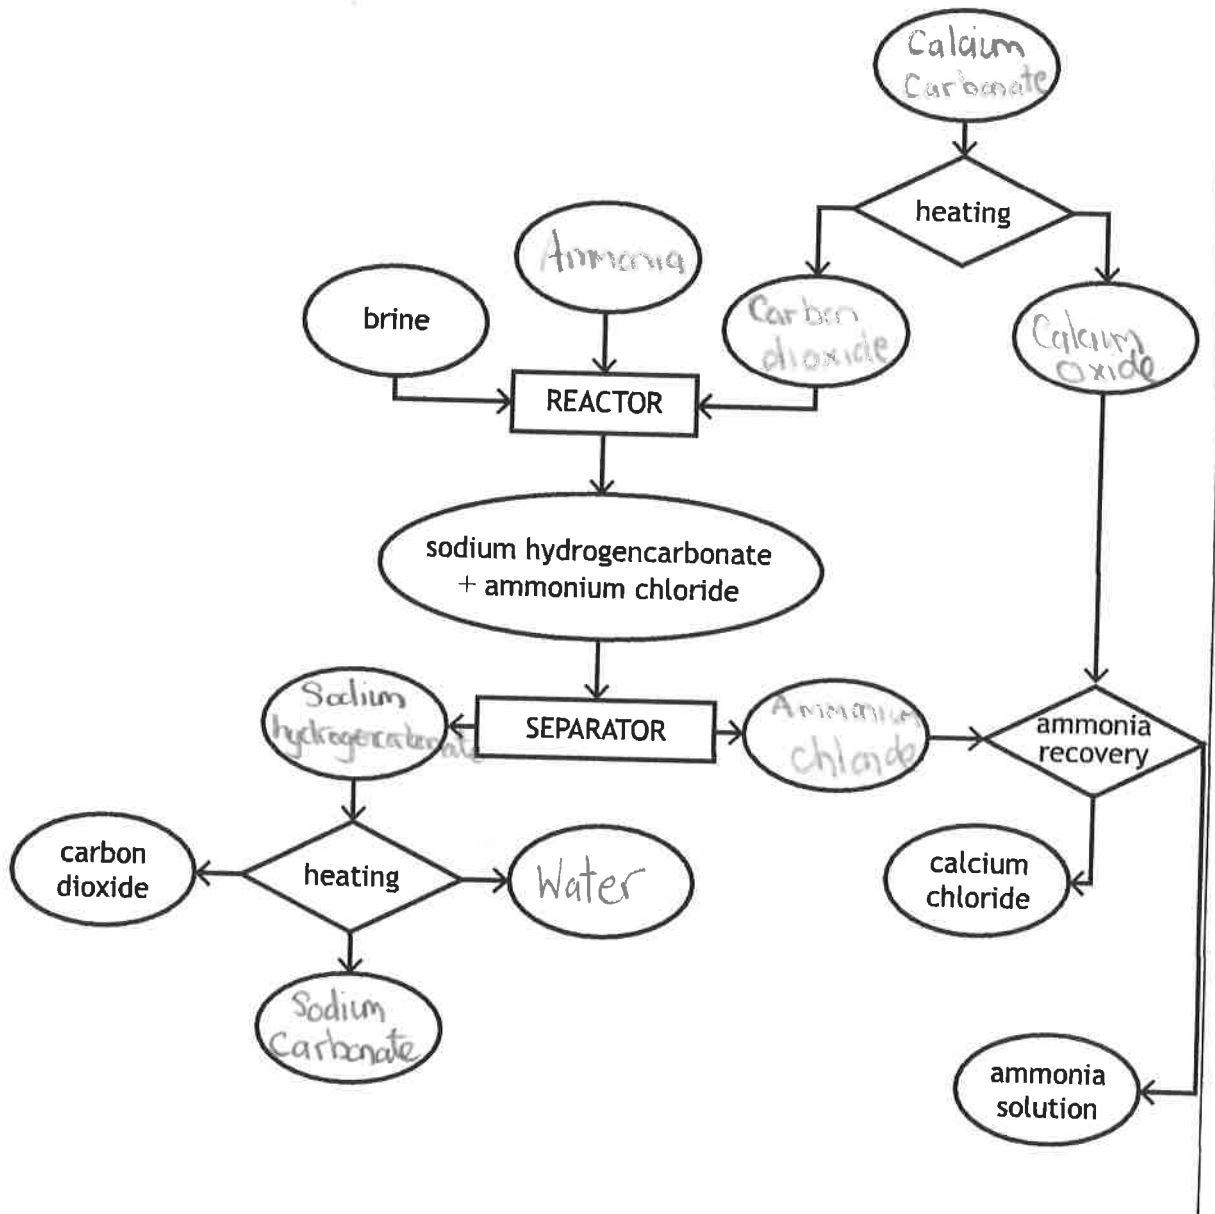 Calcium
Carbonate
heating
Ammonia
brine
Carbon
dioxide
Calcium
oxide
REACTOR
sodium hydrogencarbonate
+ ammonium chloride
Sodium
hydrogencarbonate
SEPARATOR
Ammonium
chloride
ammonia
recovery
carbon
dioxide
heating
Water
calcium
chloride
Sodium
Carbonate
ammonia
solution